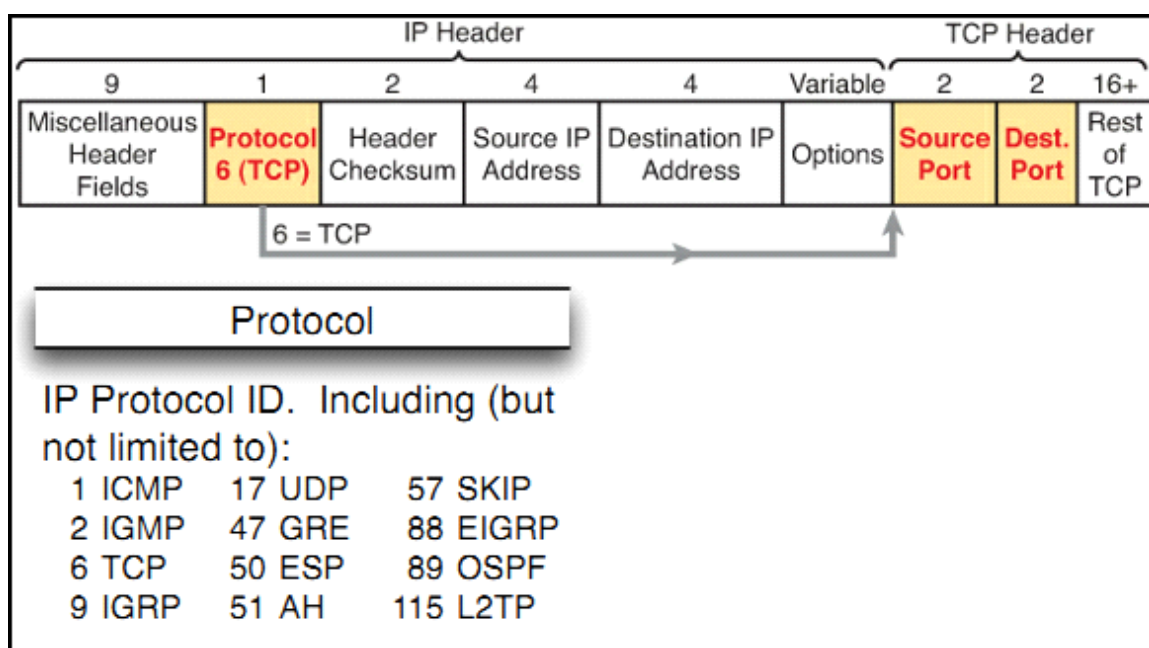 IP Header TCP Header
9 1 2 4 4 Variable 2 2 16+
Miscellaneous Header Fields
Protocol 6 (TCP)
Header Checksum
Source IP Address
Destination IP Address
Options
Source Port
Dest. Port
Rest of TCP
6 = TCP
Protocol
IP Protocol ID. Including (but
not limited to):
1 ICMP 17 UDP 57 SKIP
2 IGMP 47 GRE 88 EIGRP
6 TCP 50 ESP 89 OSPF
9 IGRP 51 AH 115 L2TP